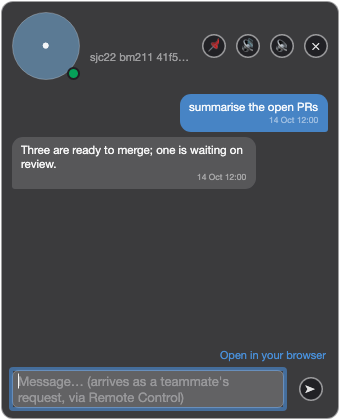 sjc22 bm211 41f5…
summarise the open PRs
14 Oct 12:00
Three are ready to merge; one is waiting on
review.
14 Oct 12:00
Open in your browser
Message… (arrives as a teammate's
request, via Remote Control)